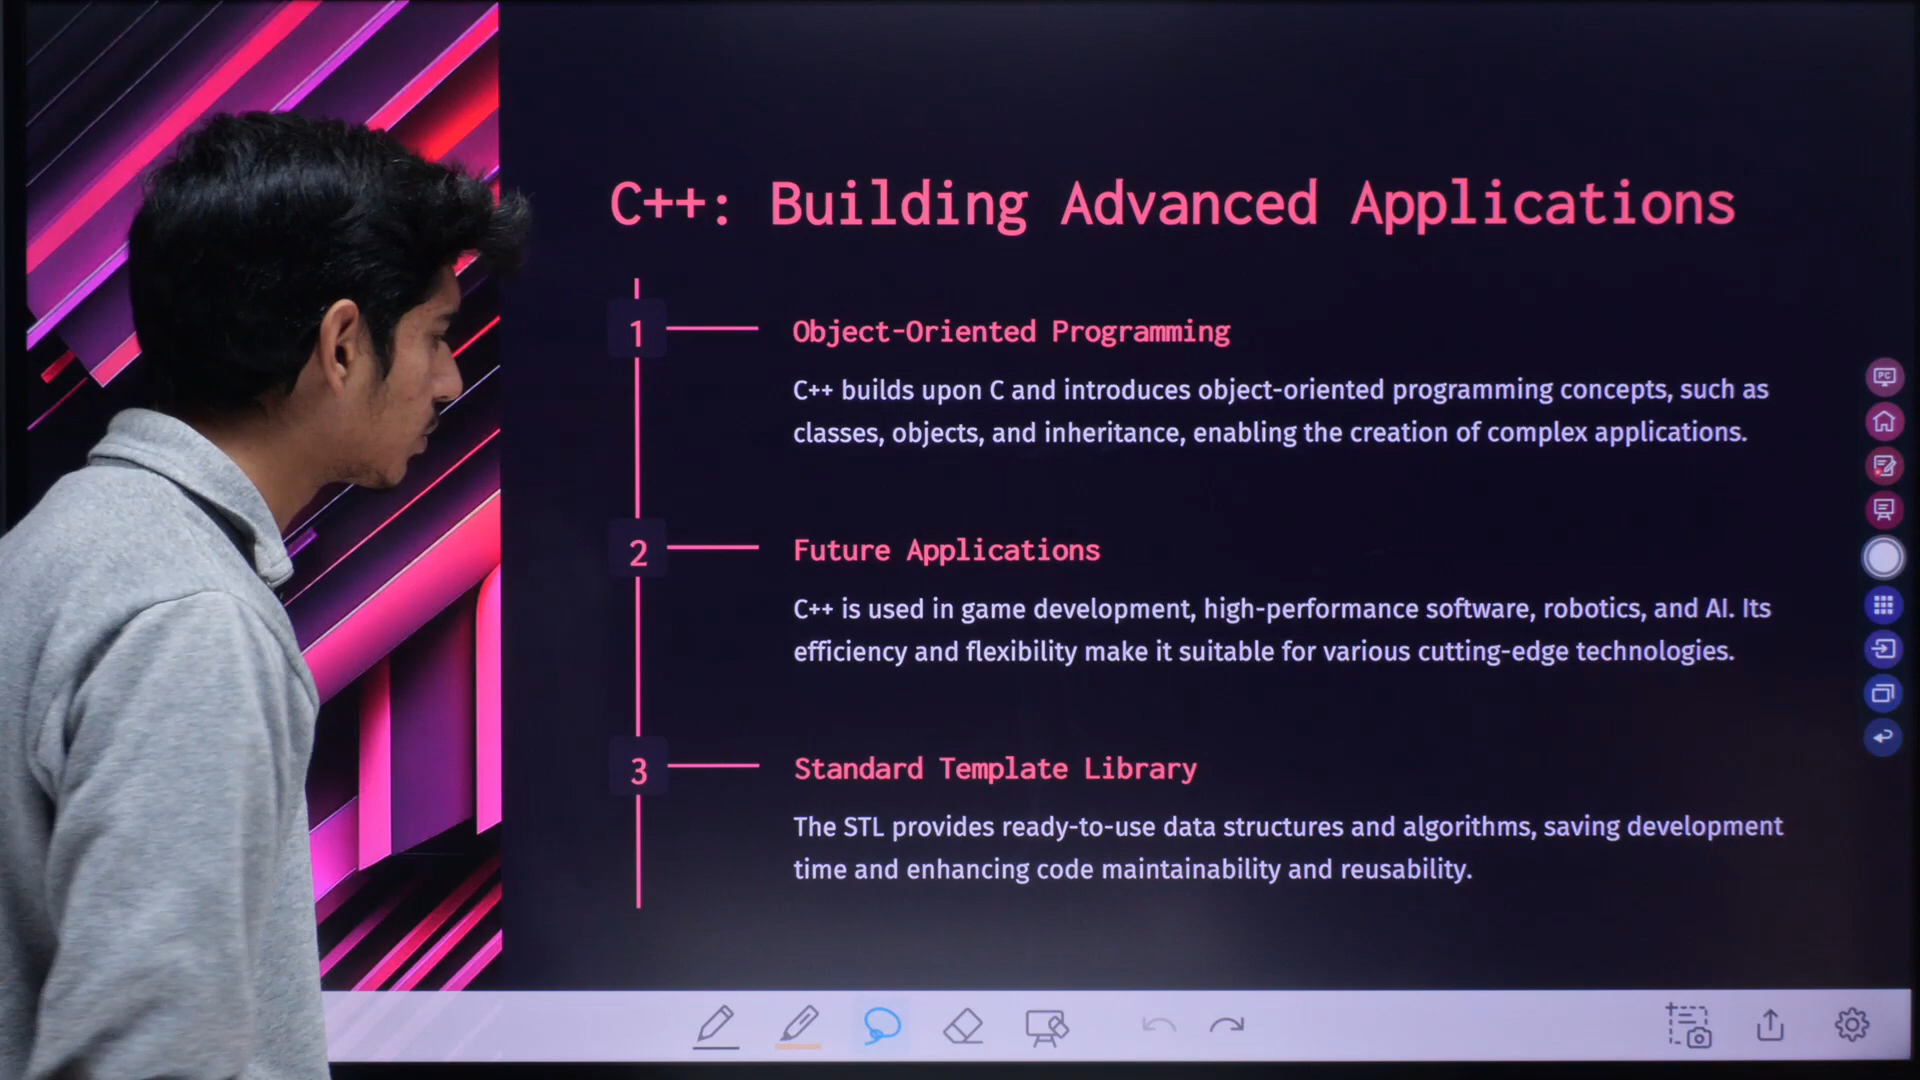 C++: Building Advanced Applications
1
Object-Oriented Programming
C++ builds upon C and introduces object-oriented programming concepts, such as
classes, objects, and inheritance, enabling the creation of complex applications.
2
Future Applications
C++ is used in game development, high-performance software, robotics, and AI. Its
efficiency and flexibility make it suitable for various cutting-edge technologies.
3
Standard Template Library
The STL provides ready-to-use data structures and algorithms, saving development
time and enhancing code maintainability and reusability.
PC